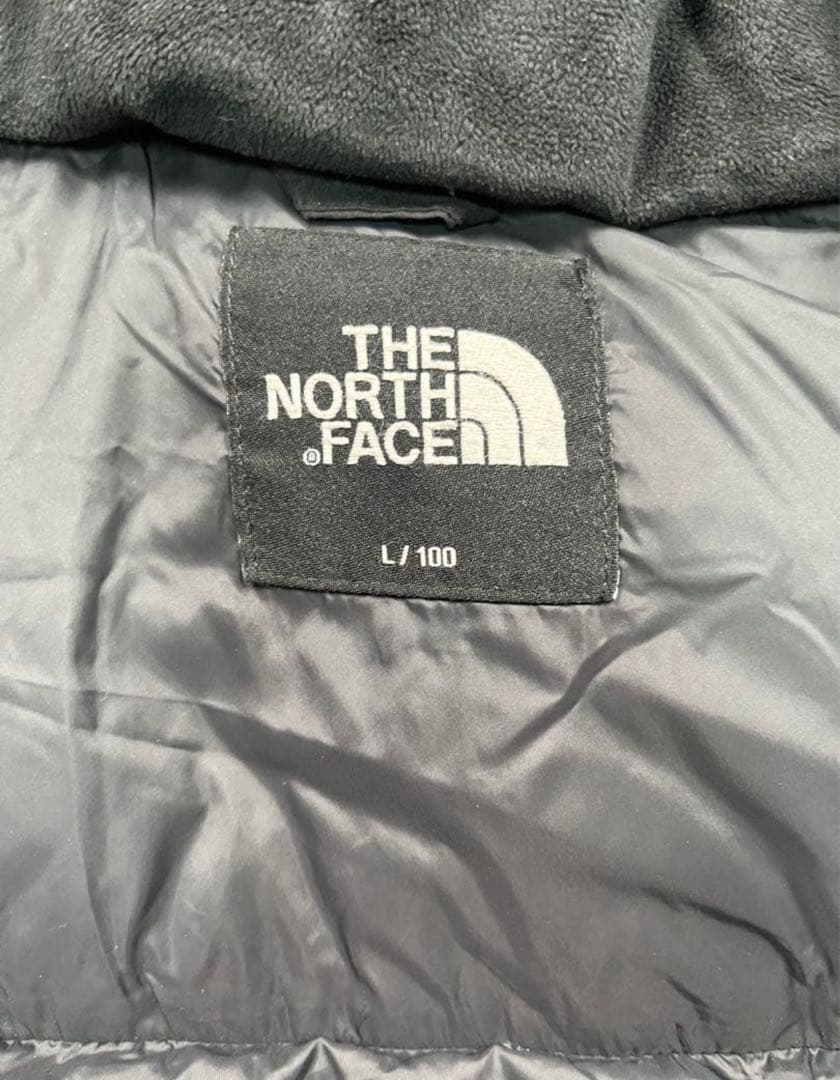 THE
NORTH
®FACE
L / 100